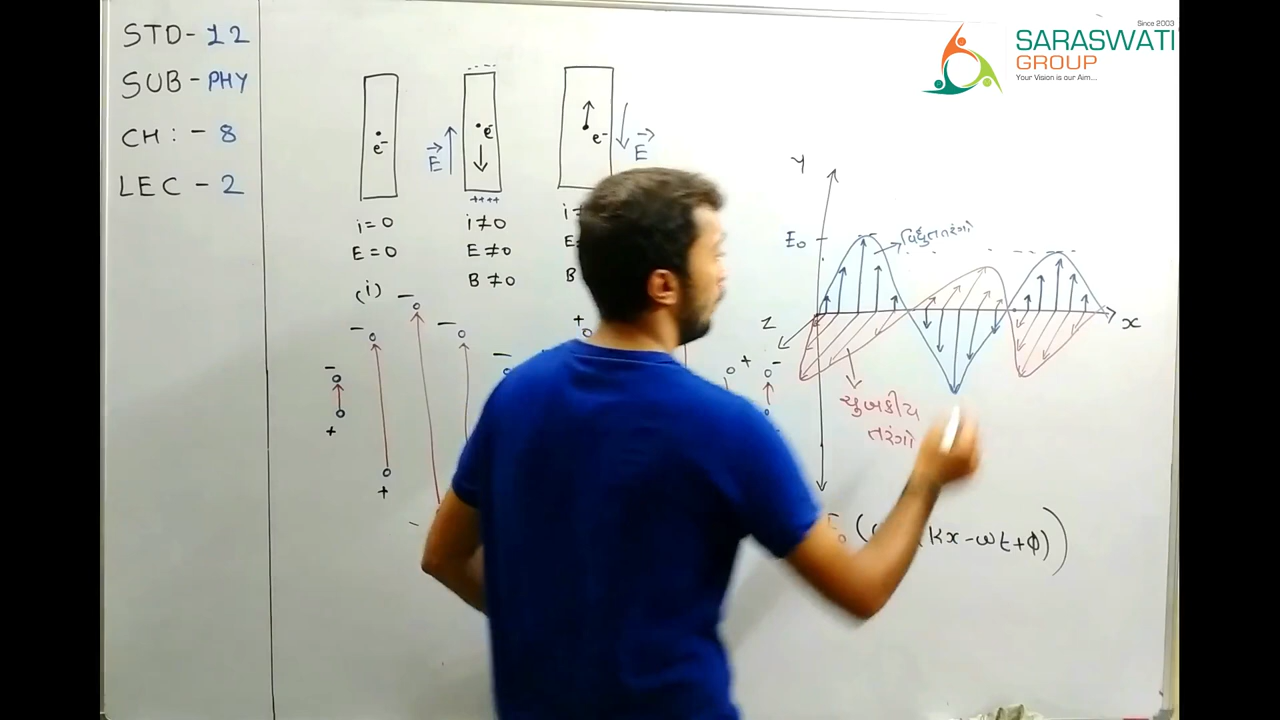 STD- 12
SUB - PHY
CH : - 8
LEC - 2
Since 2003
SARASWATI
GROUP
Your Vision is our Aim...
e-
E
e-
e-
E
i = 0
E = 0
(i)
i ≠ 0
E ≠ 0
B ≠ 0
i
E
B
Y
E₀
વિદ્યુતતરંગો
Z
x
ચુંબકીય
તરંગો
(kx - ωt + φ))